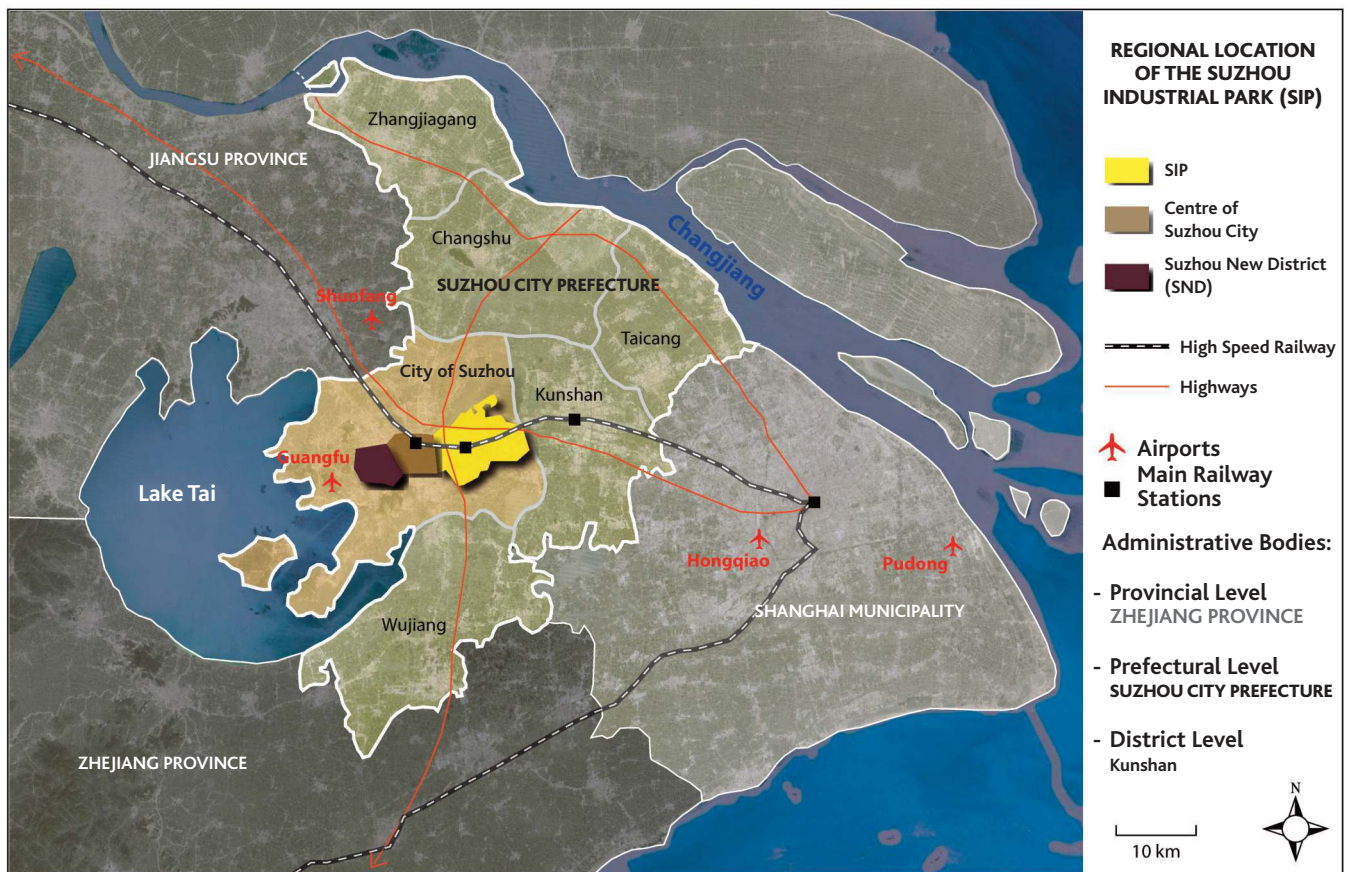 Zhangjiagang
JIANGSU PROVINCE
Changshu
Changjiang
SUZHOU CITY PREFECTURE
Shuofang
Taicang
City of Suzhou
Kunshan
Guangfu
Lake Tai
Hongqiao
Pudong
SHANGHAI MUNICIPALITY
Wujiang
ZHEJIANG PROVINCE
REGIONAL LOCATION
OF THE SUZHOU
INDUSTRIAL PARK (SIP)
SIP
Centre of
Suzhou City
Suzhou New District
(SND)
High Speed Railway
Highways
Airports
Main Railway
Stations
Administrative Bodies:
- Provincial Level
ZHEJIANG PROVINCE
- Prefectural Level
SUZHOU CITY PREFECTURE
- District Level
Kunshan
N
10 km